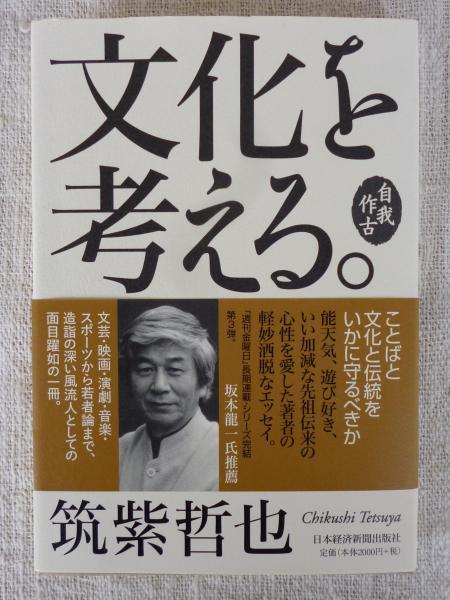 文化を
考える。
自我
作古
ことばと
文化と伝統を
いかに守るべきか
能天気、遊び好き、
いい加減な先祖伝来の
心性を愛した著者の
軽妙洒脱なエッセイ。
『週刊金曜日』長期連載・シリーズ完結
第3弾。
坂本龍一氏推薦
文芸・映画・演劇・音楽・
スポーツから若者論まで、
造詣の深い風流人としての
面目躍如の一冊。
筑紫哲也
Chikushi Tetsuya
日本経済新聞出版社
定価(本体2000円+税)